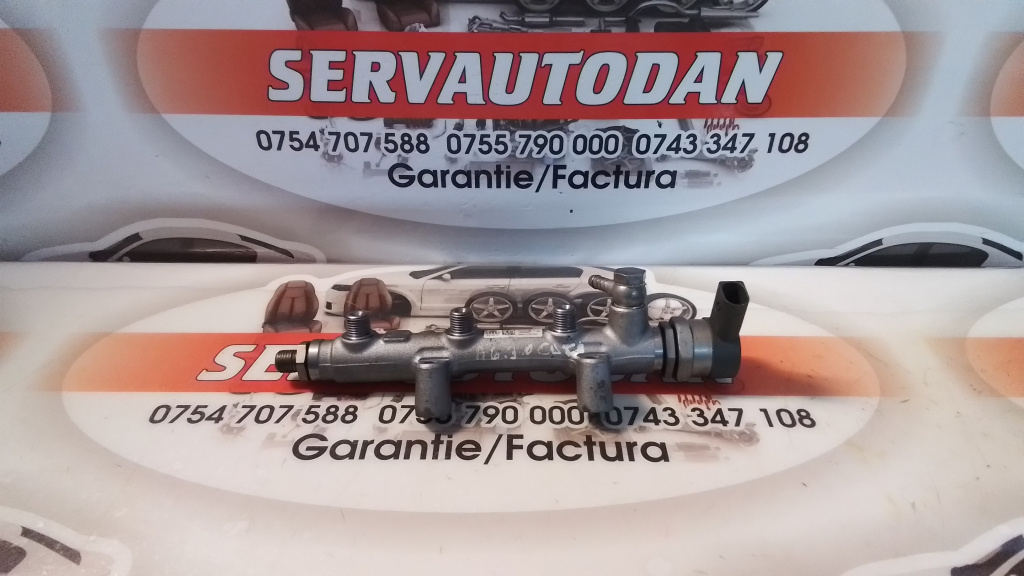 SERVAUTODAN
0754 707 588 0755 790 000 0743 347 108
Garantie/Factura
0754 707 588 790 000 0743 347 108
Garantie/Factura